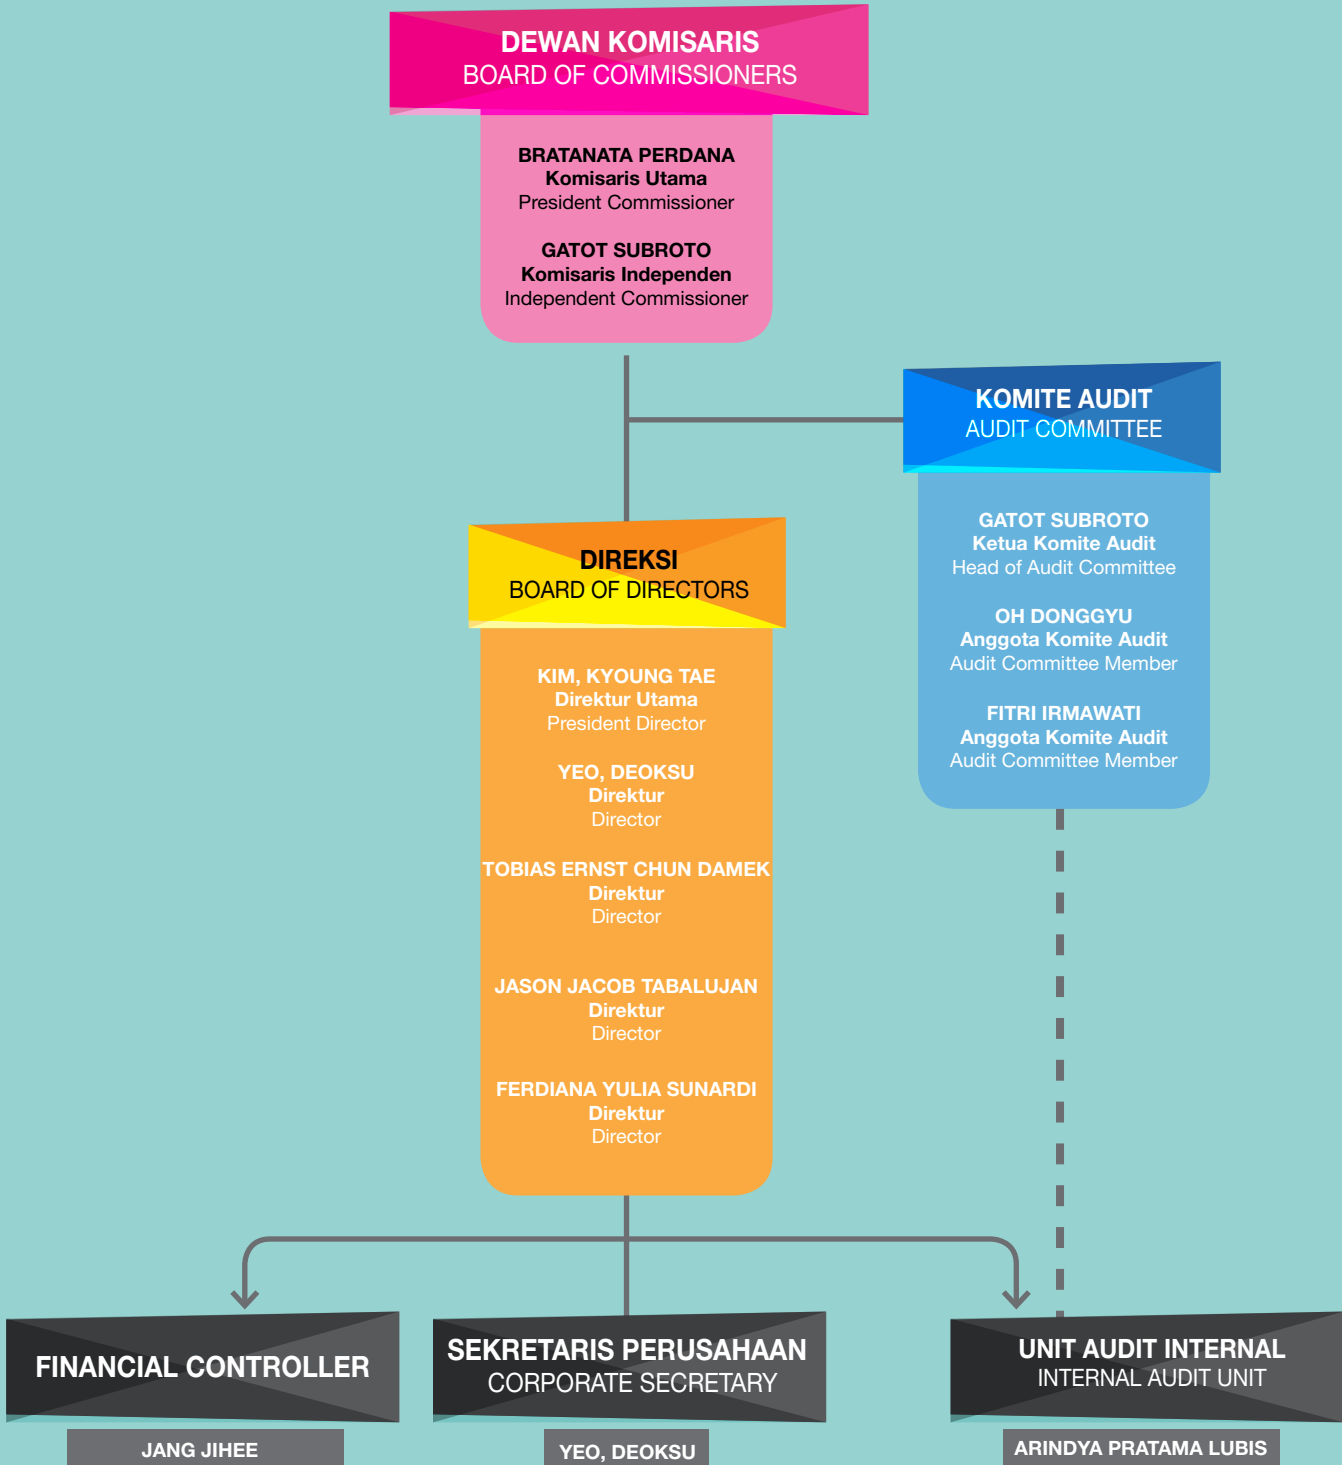 DEWAN KOMISARIS
BOARD OF COMMISSIONERS
BRATANATA PERDANA
Komisaris Utama
President Commissioner
GATOT SUBROTO
Komisaris Independen
Independent Commissioner
KOMITE AUDIT
AUDIT COMMITTEE
GATOT SUBROTO
Ketua Komite Audit
Head of Audit Committee
OH DONGGYU
Anggota Komite Audit
Audit Committee Member
FITRI IRMAWATI
Anggota Komite Audit
Audit Committee Member
DIREKSI
BOARD OF DIRECTORS
KIM, KYOUNG TAE
Direktur Utama
President Director
YEO, DEOKSU
Direktur
Director
TOBIAS ERNST CHUN DAMEK
Direktur
Director
JASON JACOB TABALUJAN
Direktur
Director
FERDIANA YULIA SUNARDI
Direktur
Director
FINANCIAL CONTROLLER
JANG JIHEE
SEKRETARIS PERUSAHAAN
CORPORATE SECRETARY
YEO, DEOKSU
UNIT AUDIT INTERNAL
INTERNAL AUDIT UNIT
ARINDYA PRATAMA LUBIS